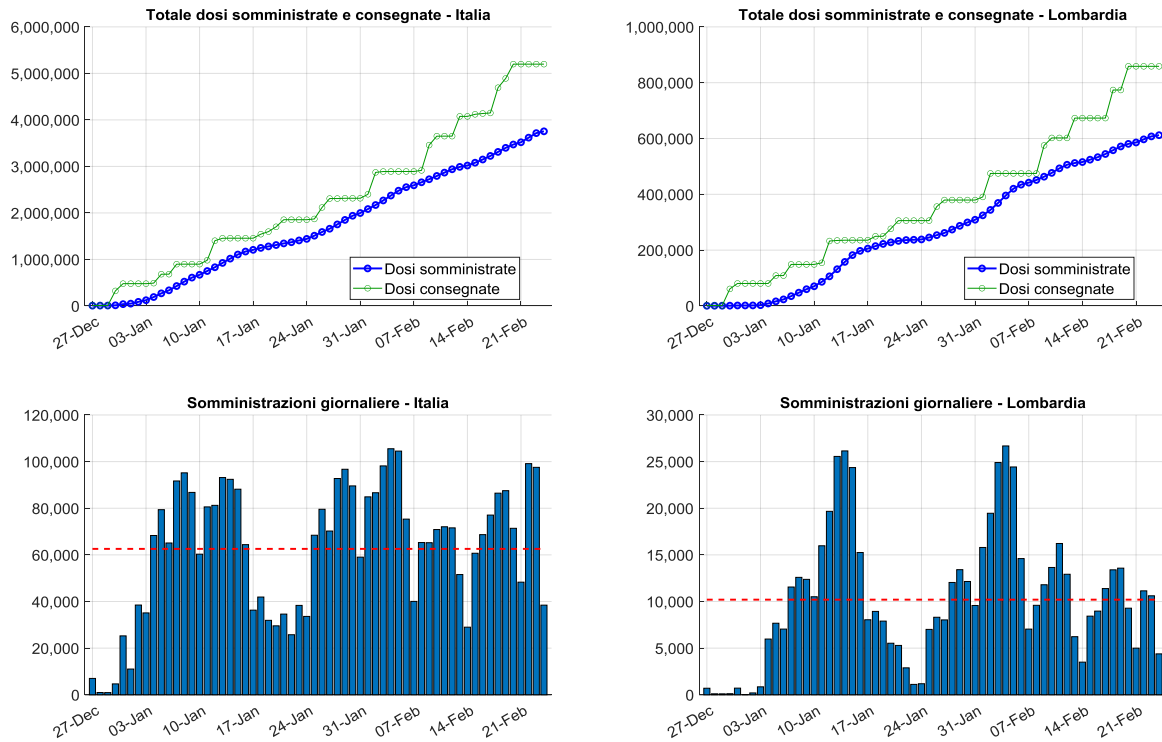 Totale dosi somministrate e consegnate - Italia
6,000,000
5,000,000
4,000,000
3,000,000
2,000,000
1,000,000
0
27-Dec
03-Jan
10-Jan
17-Jan
24-Jan
31-Jan
07-Feb
14-Feb
21-Feb
Dosi somministrate
Dosi consegnate
Totale dosi somministrate e consegnate - Lombardia
1,000,000
800,000
600,000
400,000
200,000
0
27-Dec
03-Jan
10-Jan
17-Jan
24-Jan
31-Jan
07-Feb
14-Feb
21-Feb
Dosi somministrate
Dosi consegnate
Somministrazioni giornaliere - Italia
120,000
100,000
80,000
60,000
40,000
20,000
0
27-Dec
03-Jan
10-Jan
17-Jan
24-Jan
31-Jan
07-Feb
14-Feb
21-Feb
Somministrazioni giornaliere - Lombardia
30,000
25,000
20,000
15,000
10,000
5,000
0
27-Dec
03-Jan
10-Jan
17-Jan
24-Jan
31-Jan
07-Feb
14-Feb
21-Feb